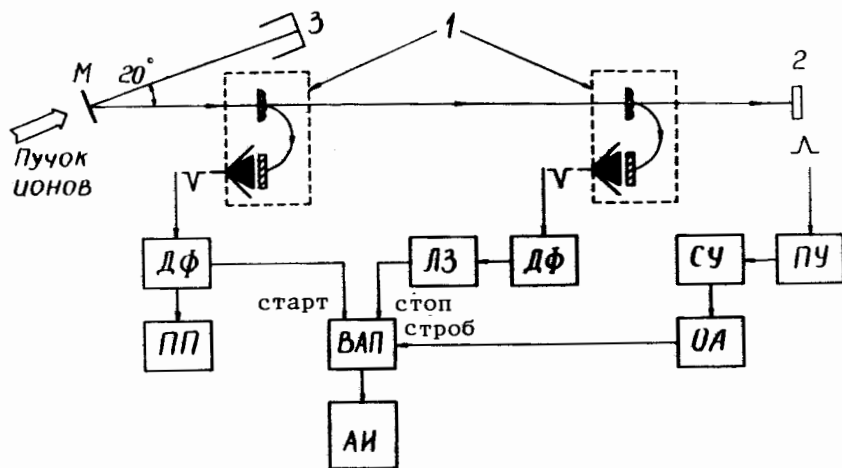 М
20°
3
1
2
Пучок
ионов
ДФ
ЛЗ
ДФ
СУ
ПУ
старт
стоп
строб
ПП
ВАП
ОА
АИ